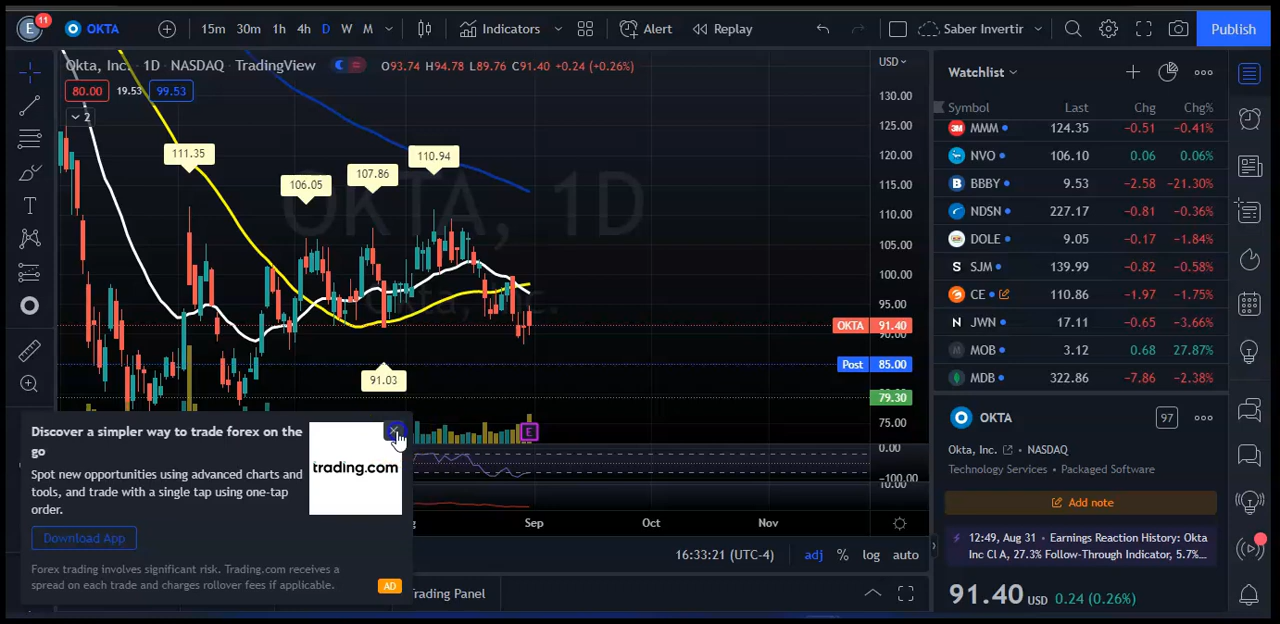 E 11 OKTA 15m 30m 1h 4h D W M Indicators Alert Replay Saber Invertir Publish
Okta, Inc. 1D NASDAQ TradingView O93.74 H94.78 L89.76 C91.40 +0.24 (+0.26%)
80.00 19.53 99.53
2
111.35
106.05
107.86
110.94
91.03
OKTA, 1D
Okta, Inc.
USD
130.00
125.00
120.00
115.00
110.00
105.00
100.00
95.00
OKTA 91.40
90.00
Post 85.00
79.30
75.00
E
0.00
-100.00
10.00
Sep Oct Nov
16:33:21 (UTC-4) adj % log auto
Trading Panel
Discover a simpler way to trade forex on the
go
Spot new opportunities using advanced charts and
tools, and trade with a single tap using one-tap
order.
trading.com
Download App
Forex trading involves significant risk. Trading.com receives a
spread on each trade and charges rollover fees if applicable.
AD
Watchlist
Symbol Last Chg Chg%
3M MMM 124.35 −0.51 −0.41%
NVO 106.10 0.06 0.06%
B BBBY 9.53 −2.58 −21.30%
NDSN 227.17 −0.81 −0.36%
DOLE 9.05 −0.17 −1.84%
S SJM 139.99 −0.82 −0.58%
CE 110.86 −1.97 −1.75%
N JWN 17.11 −0.65 −3.66%
MOB 3.12 0.68 27.87%
MDB 322.86 −7.86 −2.38%
OKTA 97
Okta, Inc. • NASDAQ
Technology Services • Packaged Software
Add note
12:49, Aug 31 • Earnings Reaction History: Okta
Inc Cl A, 27.3% Follow-Through Indicator, 5.7%...
91.40 USD 0.24 (0.26%)